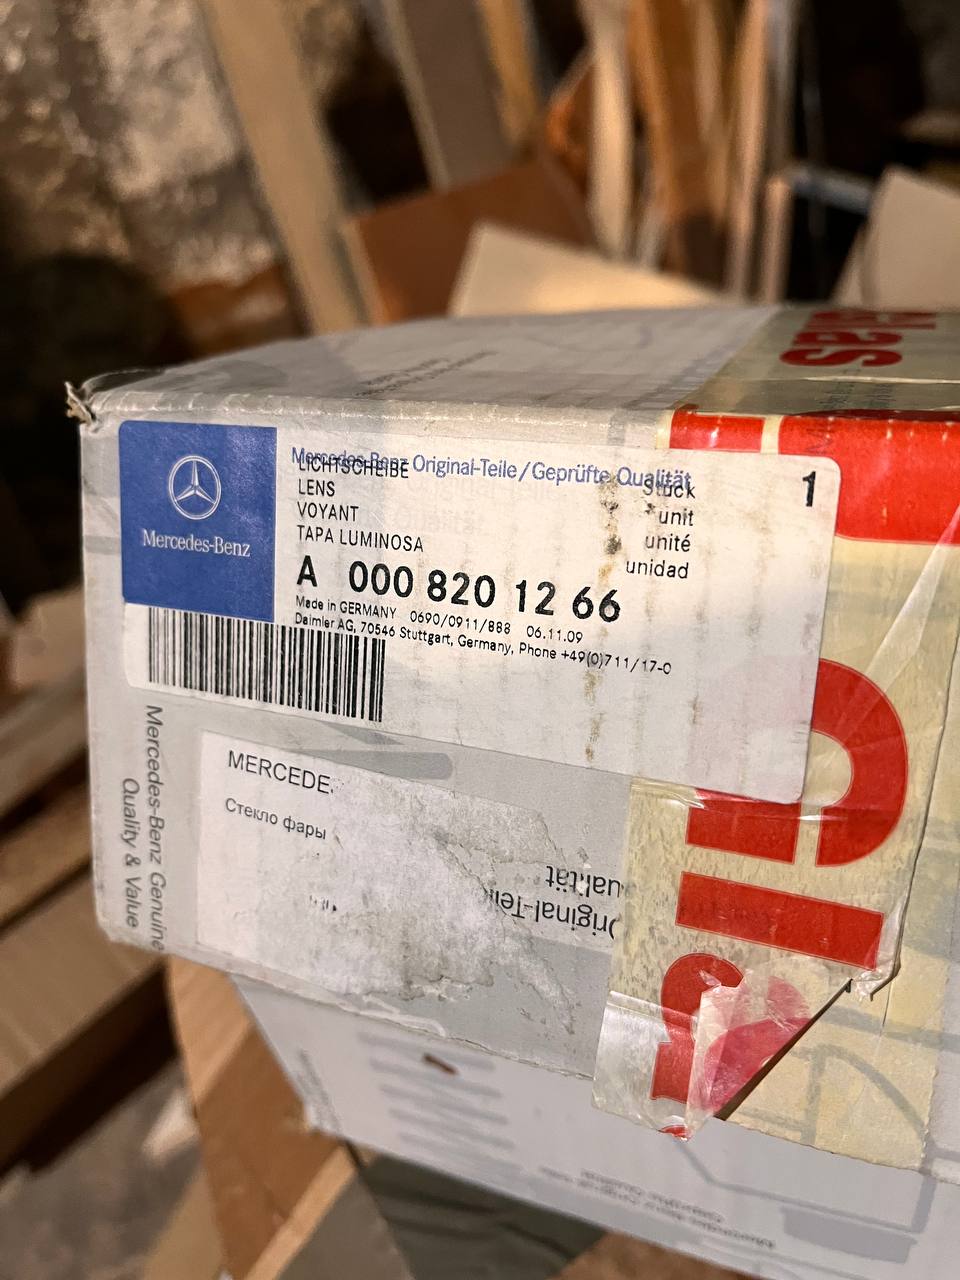 Mercedes-Benz
Mercedes-Benz Original-Teile/Geprüfte Qualität
LICHTSCHEIBE
LENS
VOYANT
TAPA LUMINOSA
Stück
unit
unité
unidad
1
A 000 820 12 66
Made in GERMANY 0690/0911/888 06.11.09
Daimler AG, 70546 Stuttgart, Germany, Phone +49(0)711/17-0
Mercedes-Benz Genuine
Quality & Value
MERCEDE
Стекло фары
Original-Teil
ualität